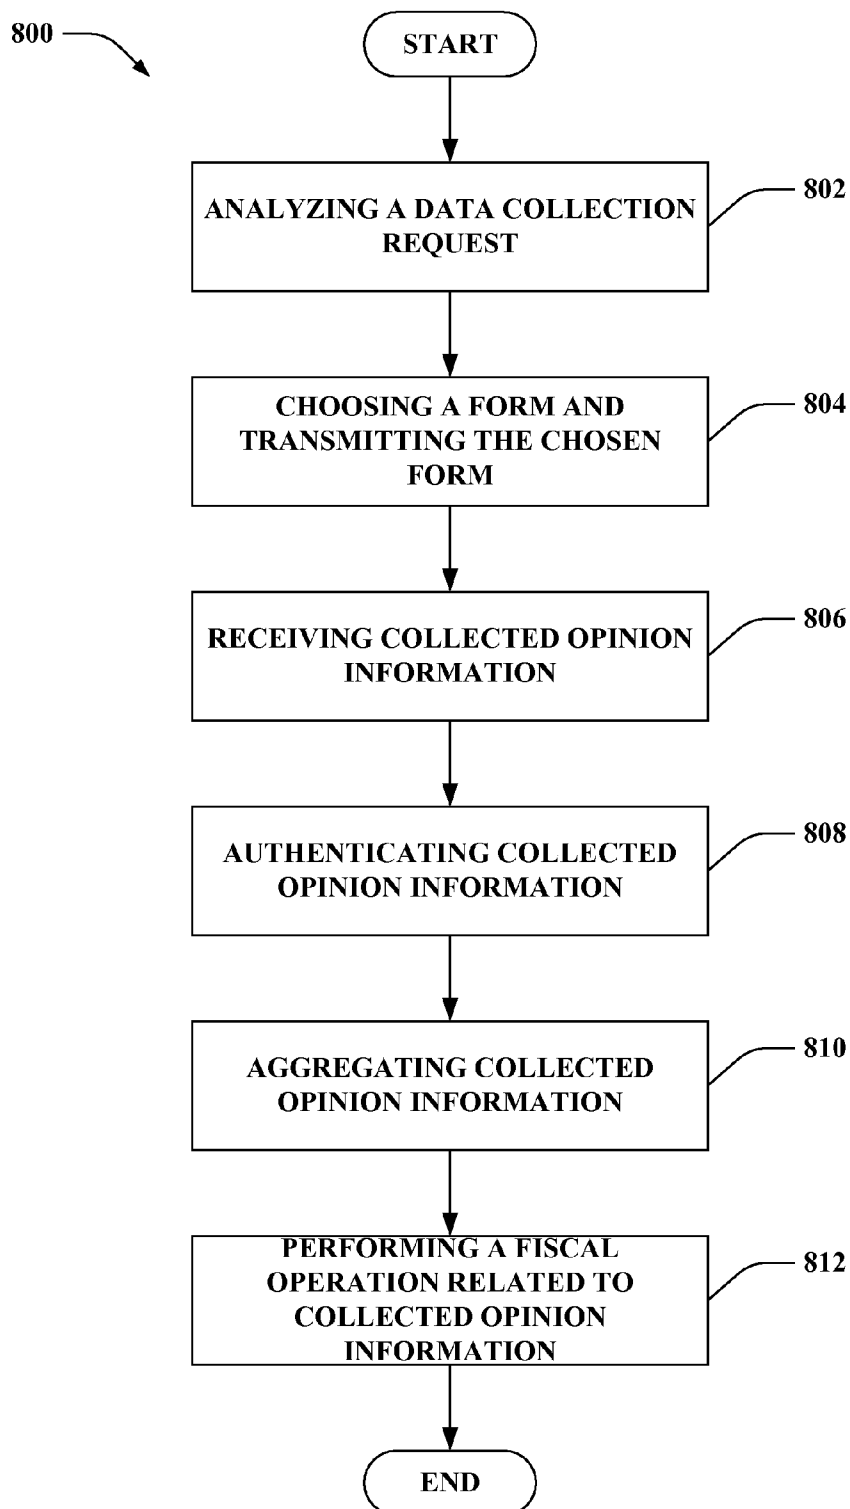 800
START
802
ANALYZING A DATA COLLECTION
REQUEST
804
CHOOSING A FORM AND
TRANSMITTING THE CHOSEN
FORM
806
RECEIVING COLLECTED OPINION
INFORMATION
808
AUTHENTICATING COLLECTED
OPINION INFORMATION
810
AGGREGATING COLLECTED
OPINION INFORMATION
812
PERFORMING A FISCAL
OPERATION RELATED TO
COLLECTED OPINION
INFORMATION
END